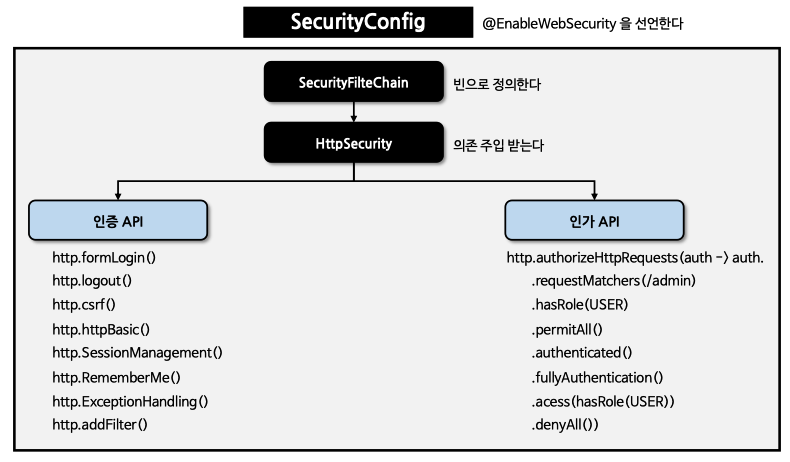 SecurityConfig
@EnableWebSecurity 을 선언한다
SecurityFilteChain
빈으로 정의한다
HttpSecurity
의존 주입 받는다
인증 API
http.formLogin()
http.logout()
http.csrf()
http.httpBasic()
http.SessionManagement()
http.RememberMe()
http.ExceptionHandling()
http.addFilter()
인가 API
http.authorizeHttpRequests(auth -> auth.
.requestMatchers(/admin)
.hasRole(USER)
.permitAll()
.authenticated()
.fullyAuthentication()
.acess(hasRole(USER))
.denyAll())